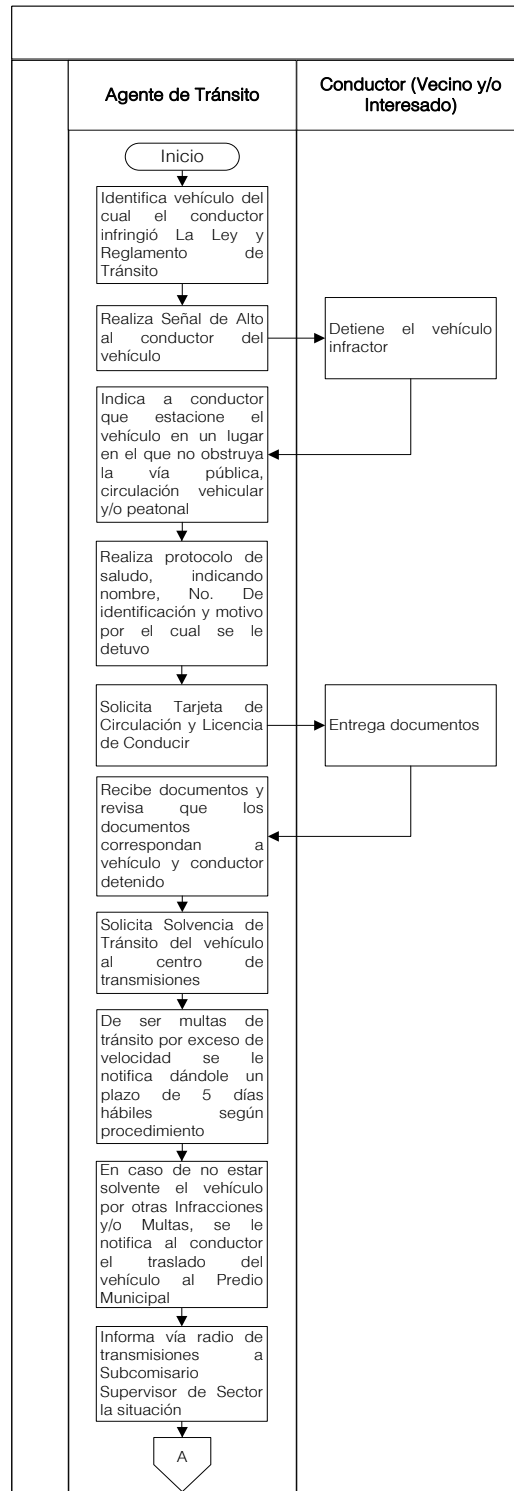 Agente de Tránsito
Conductor (Vecino y/o
Interesado)
Inicio
Identifica vehículo del
cual el conductor
infringió La Ley y
Reglamento de
Tránsito
Realiza Señal de Alto
al conductor del
vehículo
Detiene el vehículo
infractor
Indica a conductor
que estacione el
vehículo en un lugar
en el que no obstruya
la vía pública,
circulación vehicular
y/o peatonal
Realiza protocolo de
saludo, indicando
nombre, No. De
identificación y motivo
por el cual se le
detuvo
Solicita Tarjeta de
Circulación y Licencia
de Conducir
Entrega documentos
Recibe documentos y
revisa que los
documentos
correspondan a
vehículo y conductor
detenido
Solicita Solvencia de
Tránsito del vehículo
al centro de
transmisiones
De ser multas de
tránsito por exceso de
velocidad se le
notifica dándole un
plazo de 5 días
hábiles según
procedimiento
En caso de no estar
solvente el vehículo
por otras Infracciones
y/o Multas, se le
notifica al conductor
el traslado del
vehículo al Predio
Municipal
Informa vía radio de
transmisiones a
Subcomisario
Supervisor de Sector
la situación
A